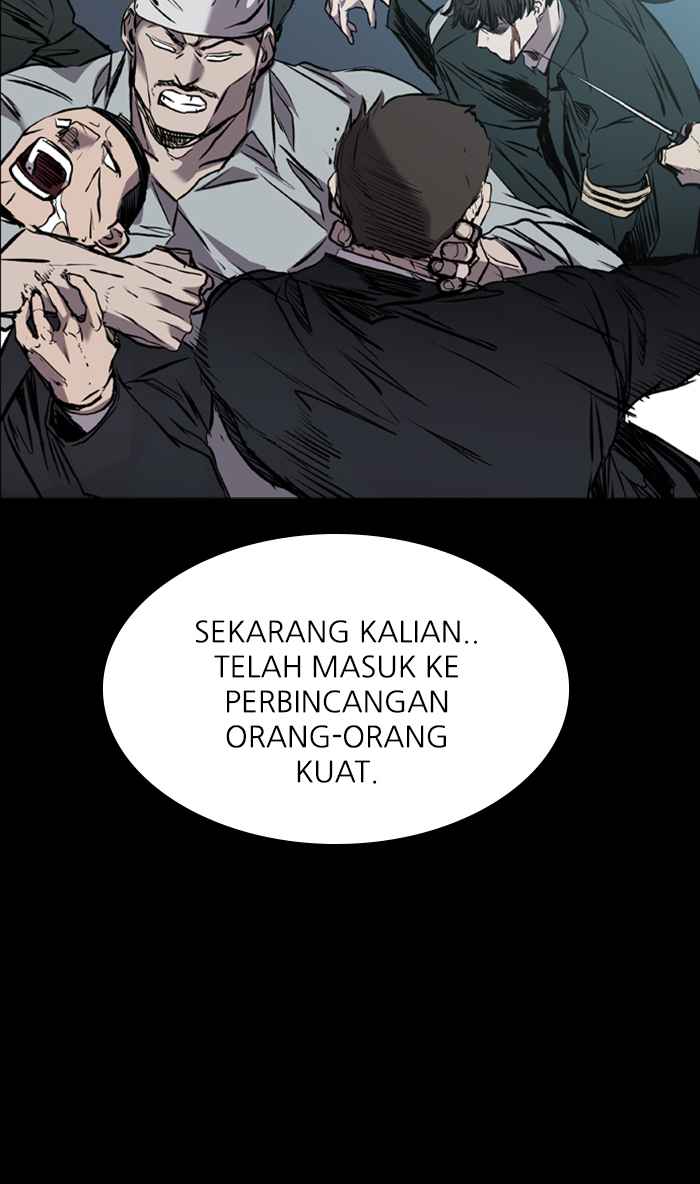 SEKARANG KALIAN..
TELAH MASUK KE
PERBINCANGAN
ORANG-ORANG
KUAT.